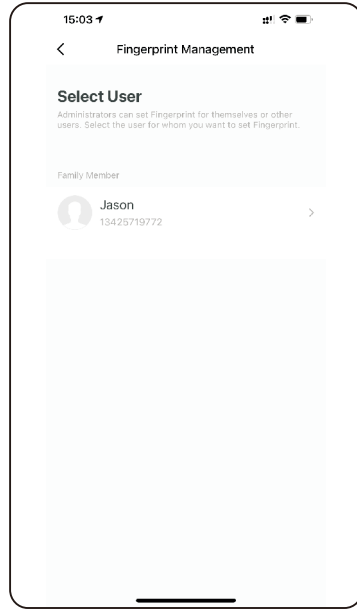 15:03
Fingerprint Management
Select User
Administrators can set Fingerprint for themselves or other
users. Select the user for whom you want to set Fingerprint.
Family Member
Jason
13425719772